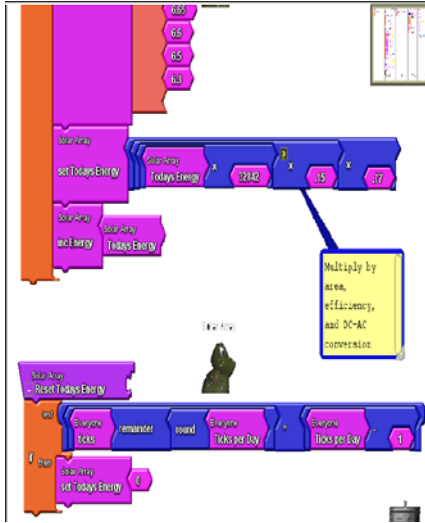 6.65
6.6
6.5
6.3
Solar Array
set Todays Energy
Solar Array
Todays Energy
x
32842
x
.15
x
.77
Solar Array
inc Energy
Solar Array
Todays Energy
Multiply by
area,
efficiency,
and DC-AC
conversion
Solar Array
Solar Array
- Reset Todays Energy
test
Everyone
ticks
remainder
round
Everyone
Ticks per Day
=
Everyone
Ticks per Day
-
1
if
then
Solar Array
set Todays Energy
0